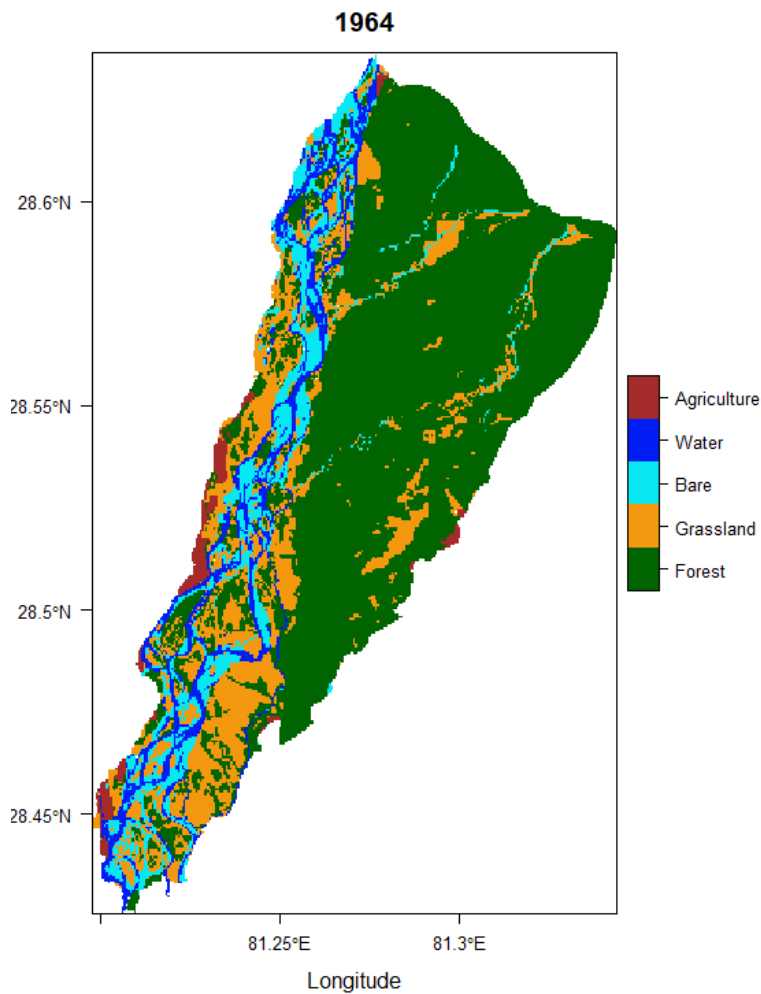 1964
28.6°N
28.55°N
28.5°N
28.45°N
81.25°E
81.3°E
Longitude
Agriculture
Water
Bare
Grassland
Forest